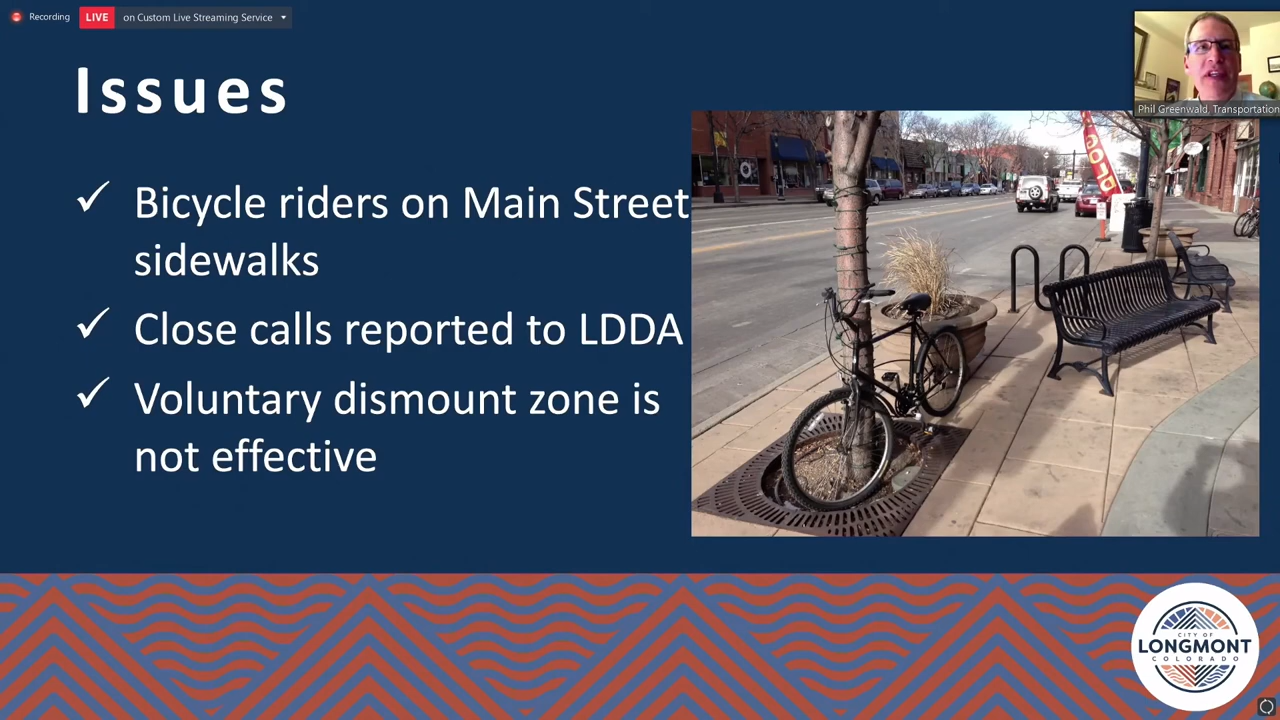 Recording
LIVE
on Custom Live Streaming Service
Issues
Phil Greenwald, Transportation
✓ Bicycle riders on Main Street
sidewalks
✓ Close calls reported to LDDA
✓ Voluntary dismount zone is
not effective
CITY OF
LONGMONT
COLORADO